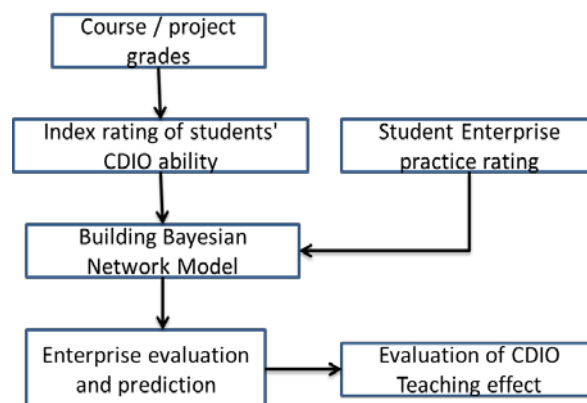 Course / project
grades
Index rating of students'
CDIO ability
Student Enterprise
practice rating
Building Bayesian
Network Model
Enterprise evaluation
and prediction
Evaluation of CDIO
Teaching effect